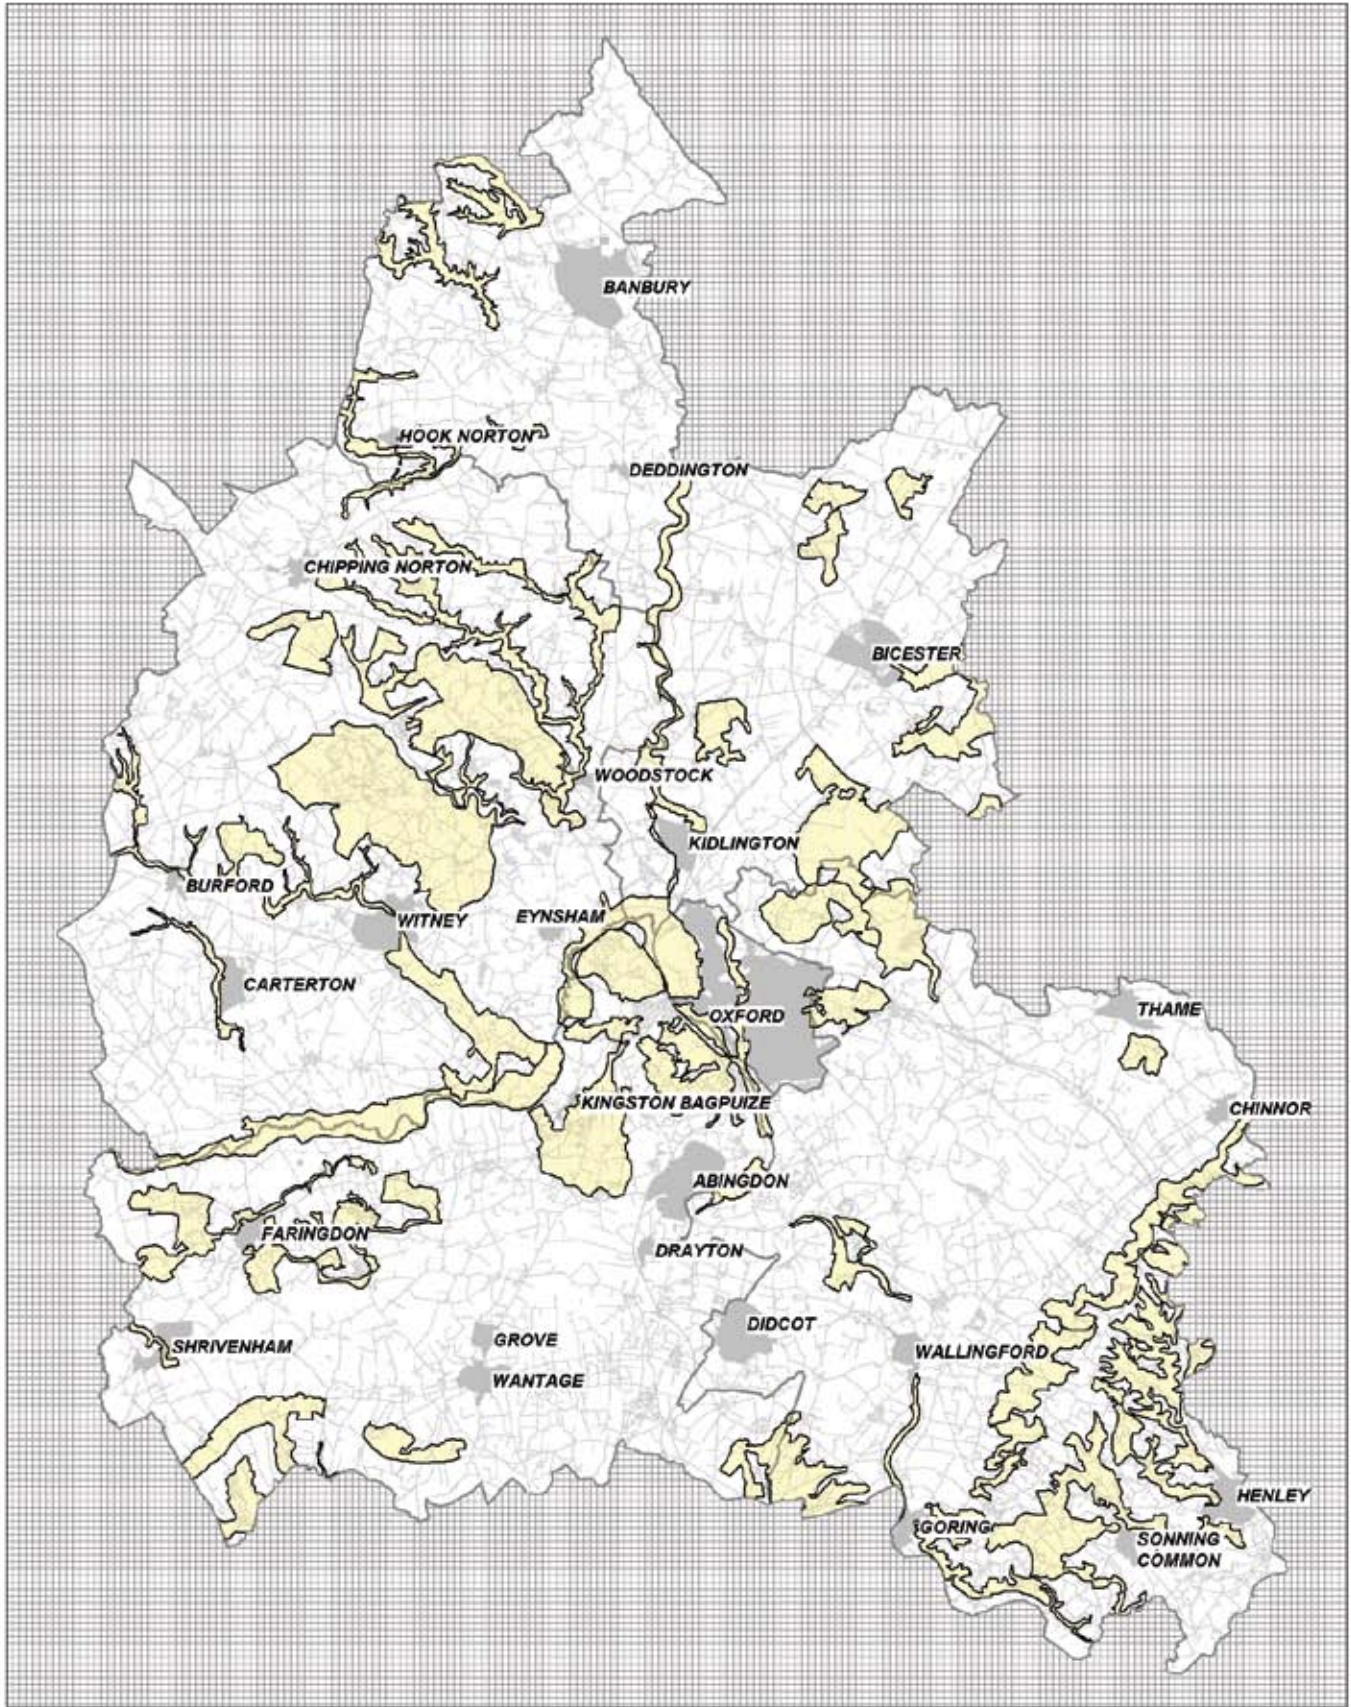 BANBURY
HOOK NORTON
DEDDINGTON
CHIPPING NORTON
BICESTER
WOODSTOCK
KIDLINGTON
BURFORD
WITNEY
EYNSHAM
CARTERTON
OXFORD
THAME
KINGSTON BAGPUIZE
CHINNOR
ABINGDON
FARINGDON
DRAYTON
DIDCOT
SHRIVENHAM
GROVE
WALLINGFORD
WANTAGE
HENLEY
GORING
SONNING
COMMON